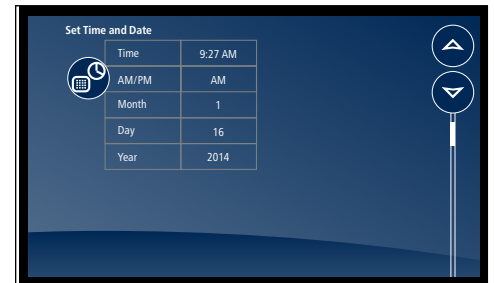 Set Time and Date
Time 9:27 AM
AM/PM AM
Month 1
Day 16
Year 2014